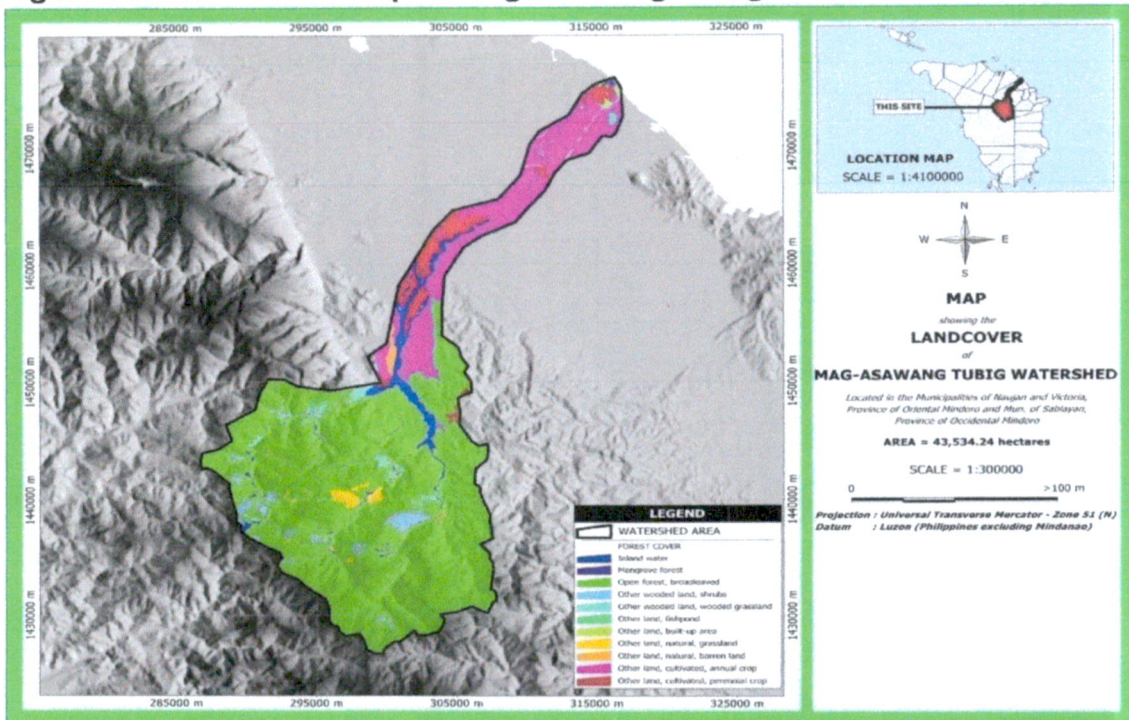 285000 m 295000 m 305000 m 315000 m 325000 m
1470000 m
1460000 m
1450000 m
1440000 m
1430000 m
1470000 m
1460000 m
1450000 m
1440000 m
1430000 m
285000 m 295000 m 305000 m 315000 m 325000 m
LEGEND
WATERSHED AREA
FOREST COVER
Inland water
Mangrove forest
Open forest, broadleaved
Other wooded land, shrubs
Other wooded land, wooded grassland
Other land, fishpond
Other land, built-up area
Other land, natural, grassland
Other land, natural, barren land
Other land, cultivated, annual crop
Other land, cultivated, perennial crop
THIS SITE
LOCATION MAP
SCALE = 1:4100000
N
W E
S
MAP
showing the
LANDCOVER
of
MAG-ASAWANG TUBIG WATERSHED
Located in the Municipalities of Naujan and Victoria,
Province of Oriental Mindoro and Mun. of Sablayan,
Province of Occidental Mindoro
AREA = 43,534.24 hectares
SCALE = 1:300000
0 >100 m
Projection : Universal Transverse Mercator - Zone 51 (N)
Datum : Luzon (Philippines excluding Mindanao)